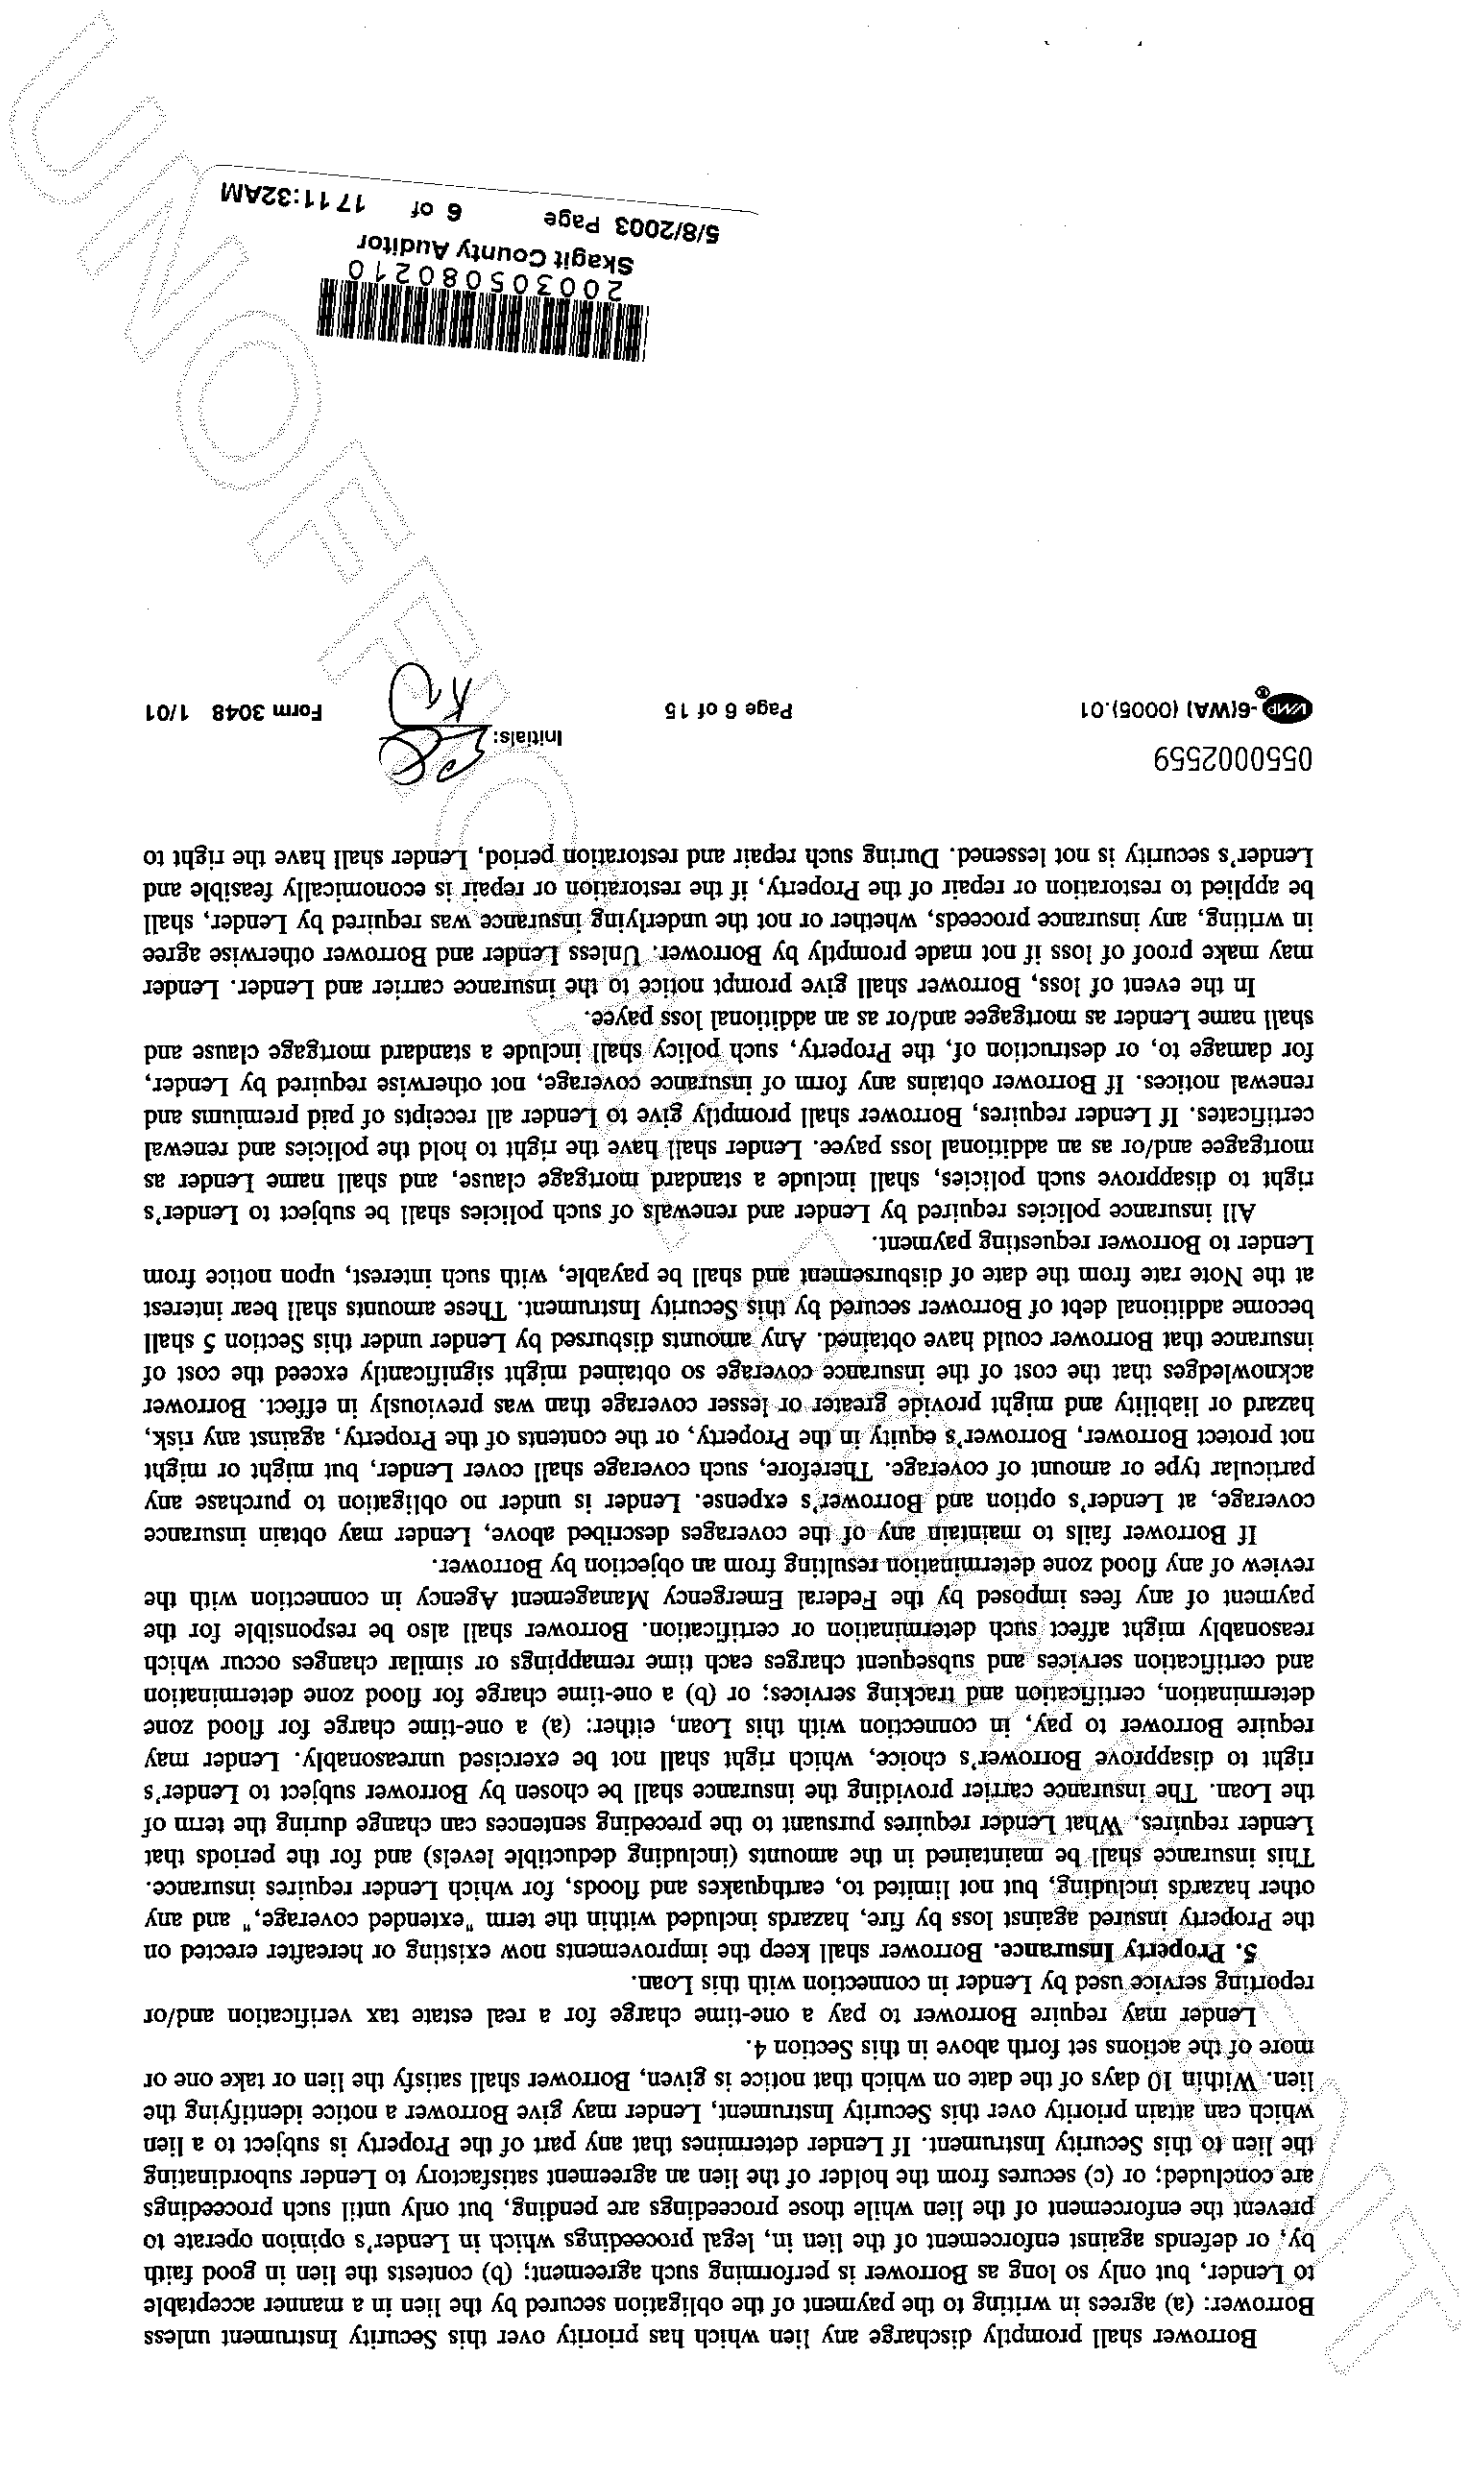 Borrower shall promptly discharge any lien which has priority over this Security Instrument unless
Borrower: (a) agrees in writing to the payment of the obligation secured by the lien in a manner acceptable
to Lender, but only so long as Borrower is performing such agreement; (b) contests the lien in good faith
by, or defends against enforcement of the lien in, legal proceedings which in Lender's opinion operate to
prevent the enforcement of the lien while those proceedings are pending, but only until such proceedings
are concluded; or (c) secures from the holder of the lien an agreement satisfactory to Lender subordinating
the lien to this Security Instrument. If Lender determines that any part of the Property is subject to a lien
which can attain priority over this Security Instrument, Lender may give Borrower a notice identifying the
lien. Within 10 days of the date on which that notice is given, Borrower shall satisfy the lien or take one or
more of the actions set forth above in this Section 4.
Lender may require Borrower to pay a one-time charge for a real estate tax verification and/or
reporting service used by Lender in connection with this Loan.
5. Property Insurance. Borrower shall keep the improvements now existing or hereafter erected on
the Property insured against loss by fire, hazards included within the term "extended coverage," and any
other hazards including, but not limited to, earthquakes and floods, for which Lender requires insurance.
This insurance shall be maintained in the amounts (including deductible levels) and for the periods that
Lender requires. What Lender requires pursuant to the preceding sentences can change during the term of
the Loan. The insurance carrier providing the insurance shall be chosen by Borrower subject to Lender's
right to disapprove Borrower's choice, which right shall not be exercised unreasonably. Lender may
require Borrower to pay, in connection with this Loan, either: (a) a one-time charge for flood zone
determination, certification and tracking services; or (b) a one-time charge for flood zone determination
and certification services and subsequent charges each time remappings or similar changes occur which
reasonably might affect such determination or certification. Borrower shall also be responsible for the
payment of any fees imposed by the Federal Emergency Management Agency in connection with the
review of any flood zone determination resulting from an objection by Borrower.
If Borrower fails to maintain any of the coverages described above, Lender may obtain insurance
coverage, at Lender's option and Borrower's expense. Lender is under no obligation to purchase any
particular type or amount of coverage. Therefore, such coverage shall cover Lender, but might or might
not protect Borrower, Borrower's equity in the Property, or the contents of the Property, against any risk,
hazard or liability and might provide greater or lesser coverage than was previously in effect. Borrower
acknowledges that the cost of the insurance coverage so obtained might significantly exceed the cost of
insurance that Borrower could have obtained. Any amounts disbursed by Lender under this Section 5 shall
become additional debt of Borrower secured by this Security Instrument. These amounts shall bear interest
at the Note rate from the date of disbursement and shall be payable, with such interest, upon notice from
Lender to Borrower requesting payment.
All insurance policies required by Lender and renewals of such policies shall be subject to Lender's
right to disapprove such policies, shall include a standard mortgage clause, and shall name Lender as
mortgagee and/or as an additional loss payee. Lender shall have the right to hold the policies and renewal
certificates. If Lender requires, Borrower shall promptly give to Lender all receipts of paid premiums and
renewal notices. If Borrower obtains any form of insurance coverage, not otherwise required by Lender,
for damage to, or destruction of, the Property, such policy shall include a standard mortgage clause and
shall name Lender as mortgagee and/or as an additional loss payee.
In the event of loss, Borrower shall give prompt notice to the insurance carrier and Lender. Lender
may make proof of loss if not made promptly by Borrower. Unless Lender and Borrower otherwise agree
in writing, any insurance proceeds, whether or not the underlying insurance was required by Lender, shall
be applied to restoration or repair of the Property, if the restoration or repair is economically feasible and
Lender's security is not lessened. During such repair and restoration period, Lender shall have the right to
0550002559
Initials:
VMP -6(WA) (0005).01 Page 6 of 15 Form 3048 1/01
200305080210
Skagit County Auditor
5/8/2003 Page 6 of 17 11:32AM
UNOFFICIAL DOCUMENT